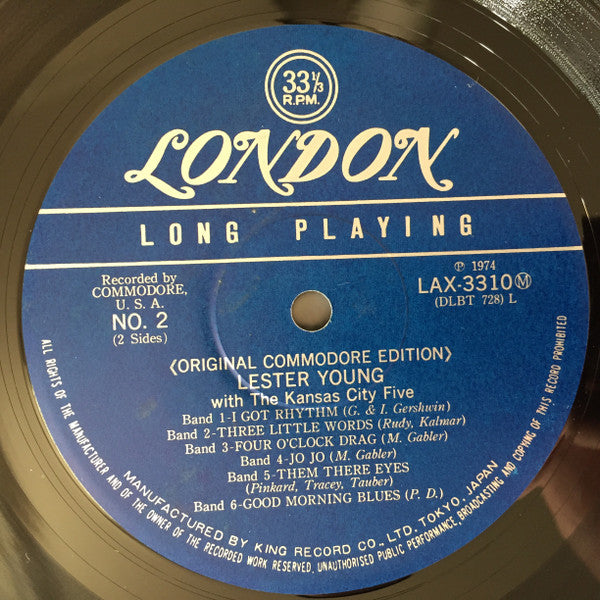 33⅓
R.P.M.
LONDON
LONG PLAYING
Recorded by
COMMODORE,
U. S. A.
NO. 2
(2 Sides)
Ⓟ 1974
LAX-3310Ⓜ
(DLBT 728) L
《ORIGINAL COMMODORE EDITION》
LESTER YOUNG
with The Kansas City Five
Band 1-I GOT RHYTHM (G. & I. Gershwin)
Band 2-THREE LITTLE WORDS (Rudy, Kalmar)
Band 3-FOUR O'CLOCK DRAG (M. Gabler)
Band 4-JO JO (M. Gabler)
Band 5-THEM THERE EYES
(Pinkard, Tracey, Tauber)
Band 6-GOOD MORNING BLUES (P. D.)
MANUFACTURED BY KING RECORD CO., LTD. TOKYO, JAPAN
ALL RIGHTS OF THE MANUFACTURER AND OF THE OWNER OF THE RECORDED WORK RESERVED. UNAUTHORISED PUBLIC PERFORMANCE, BROADCASTING AND COPYING OF THIS RECORD PROHIBITED